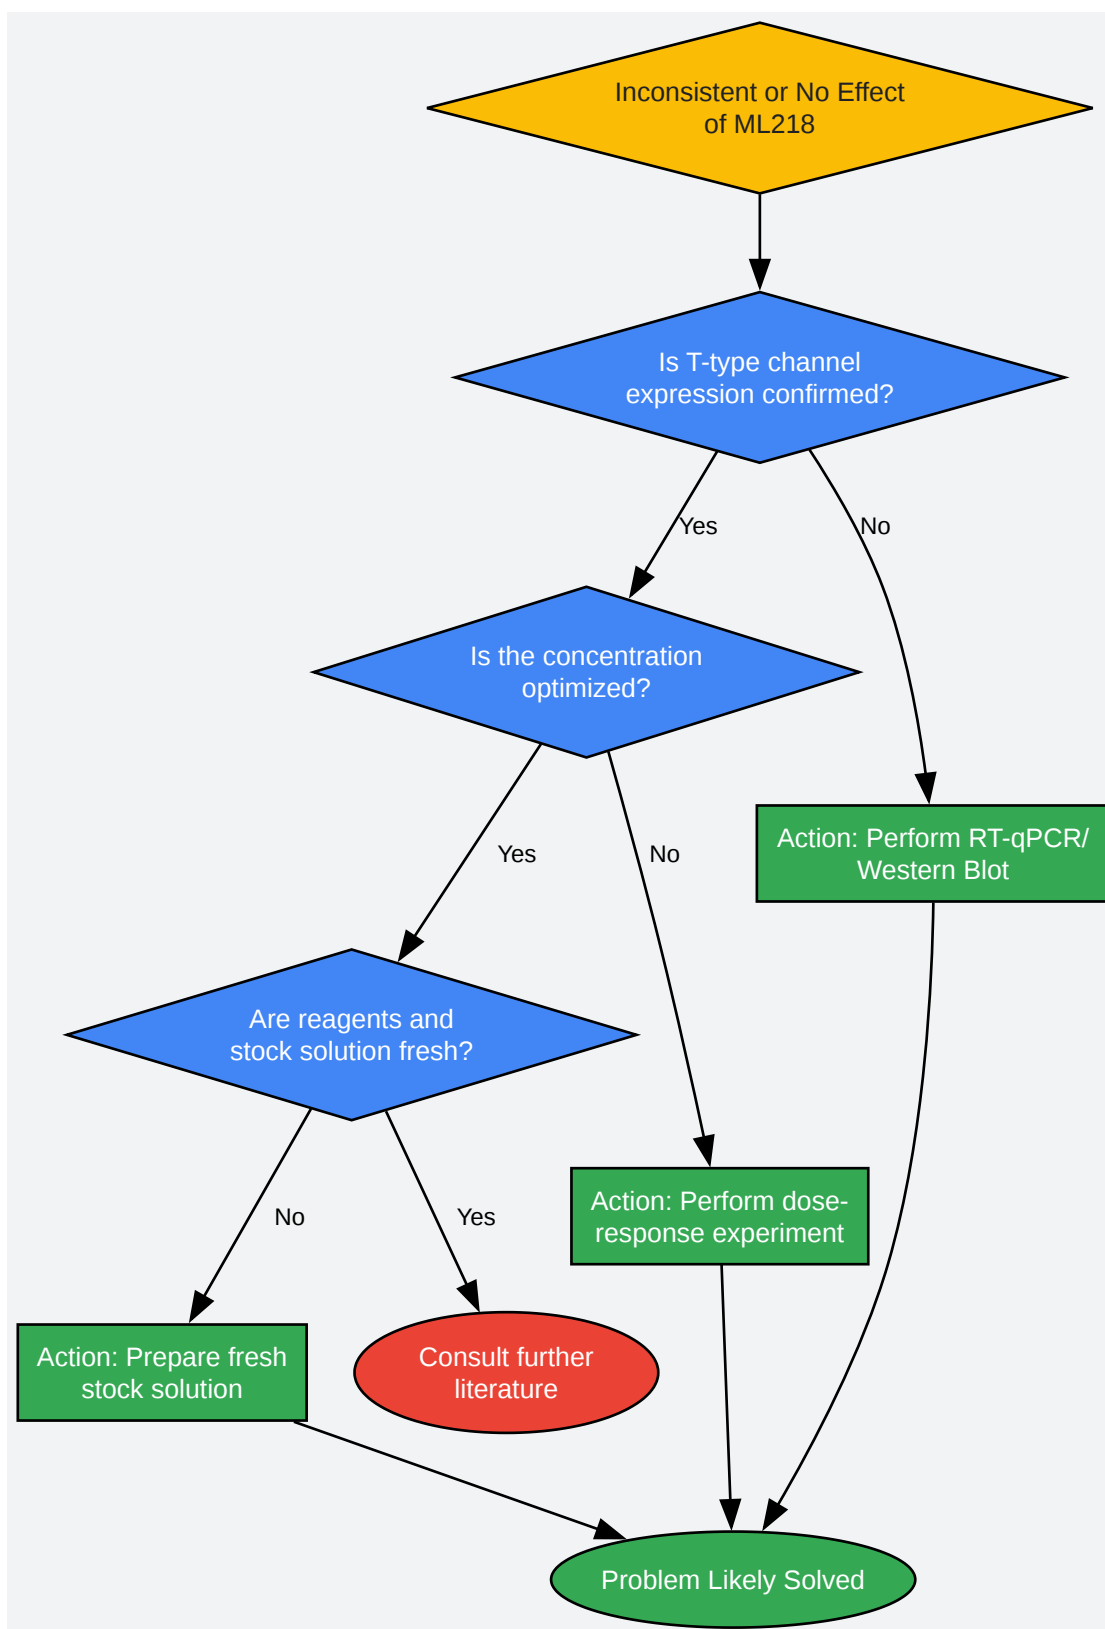 Inconsistent or No Effect
of ML218
Is T-type channel
expression confirmed?
Yes
No
Is the concentration
optimized?
Action: Perform RT-qPCR/
Western Blot
Yes
No
Are reagents and
stock solution fresh?
No
Yes
Action: Perform dose-
response experiment
Action: Prepare fresh
stock solution
Consult further
literature
Problem Likely Solved